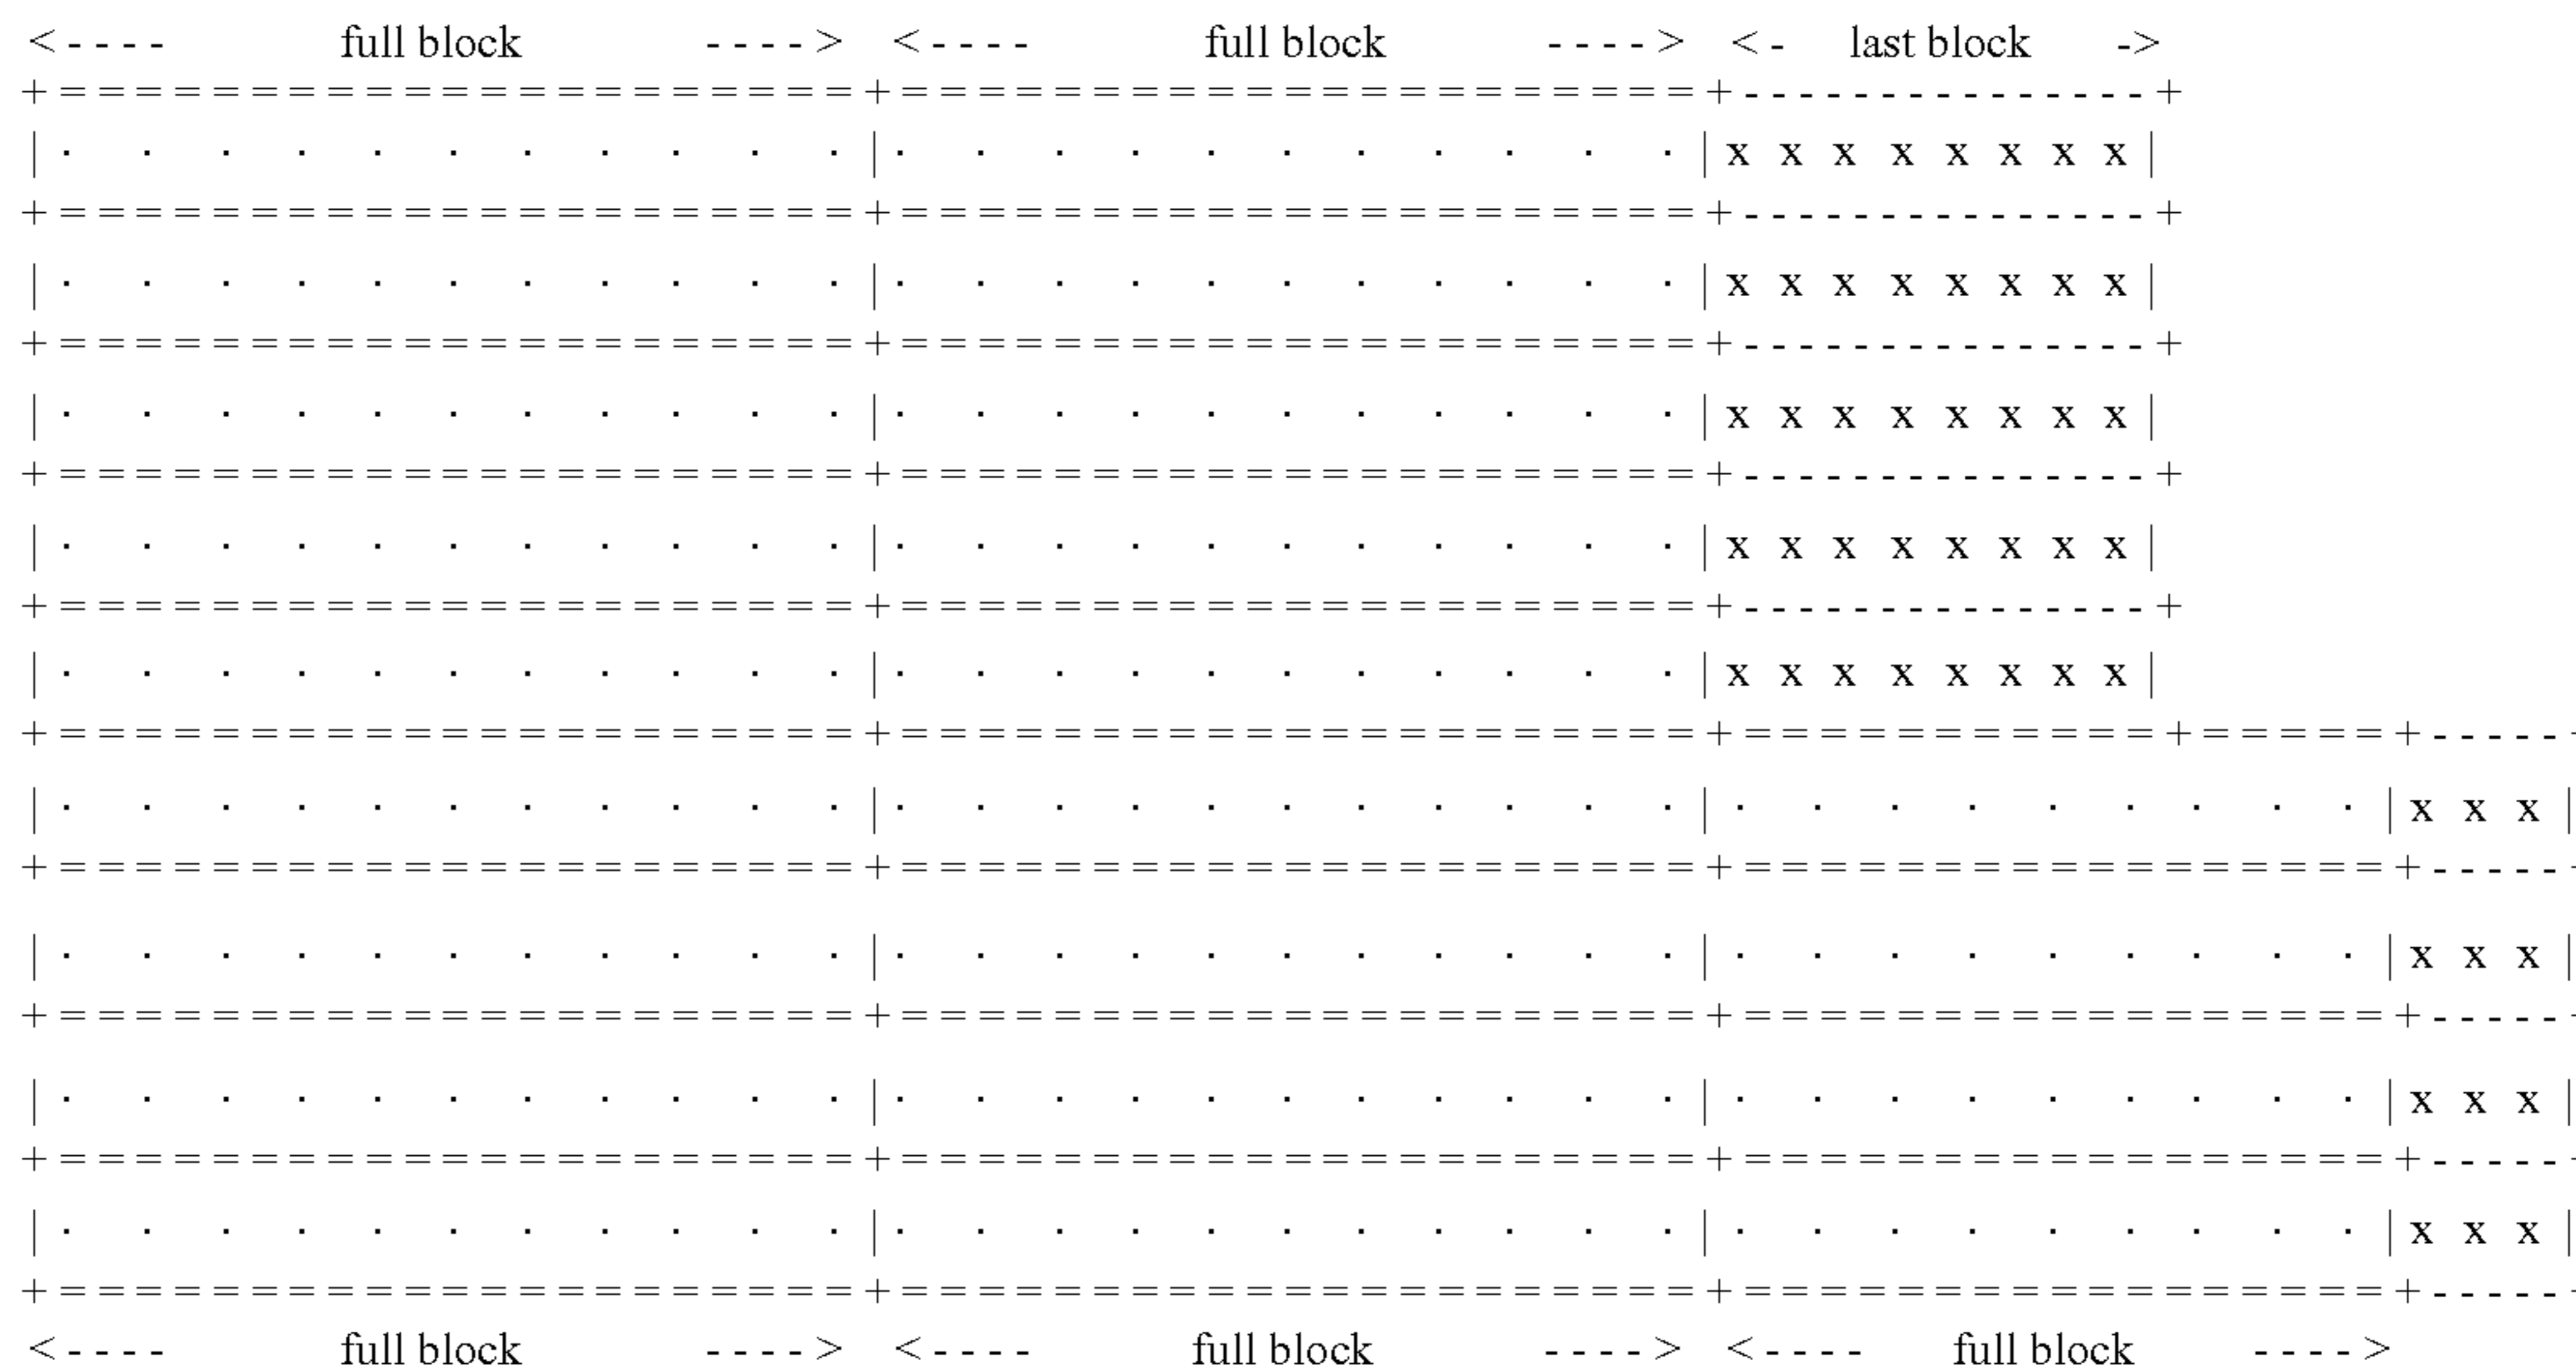 <---- full block ----> <---- full block ----> <- last block ->
+=====================+=====================+---------------+
|. . . . . . . . . . .|. . . . . . . . . . .|x x x x x x x x|
+=====================+=====================+---------------+
|. . . . . . . . . . .|. . . . . . . . . . .|x x x x x x x x|
+=====================+=====================+---------------+
|. . . . . . . . . . .|. . . . . . . . . . .|x x x x x x x x|
+=====================+=====================+---------------+
|. . . . . . . . . . .|. . . . . . . . . . .|x x x x x x x x|
+=====================+=====================+---------------+
|. . . . . . . . . . .|. . . . . . . . . . .|x x x x x x x x|
+=====================+=====================+===========+=====+-----+
|. . . . . . . . . . .|. . . . . . . . . . .|. . . . . . . . .|x x x|
+=====================+=====================+=================+-----+
|. . . . . . . . . . .|. . . . . . . . . . .|. . . . . . . . .|x x x|
+=====================+=====================+=================+-----+
|. . . . . . . . . . .|. . . . . . . . . . .|. . . . . . . . .|x x x|
+=====================+=====================+=================+-----+
|. . . . . . . . . . .|. . . . . . . . . . .|. . . . . . . . .|x x x|
+=====================+=====================+=================+-----+
<---- full block ----> <---- full block ----> <---- full block ---->